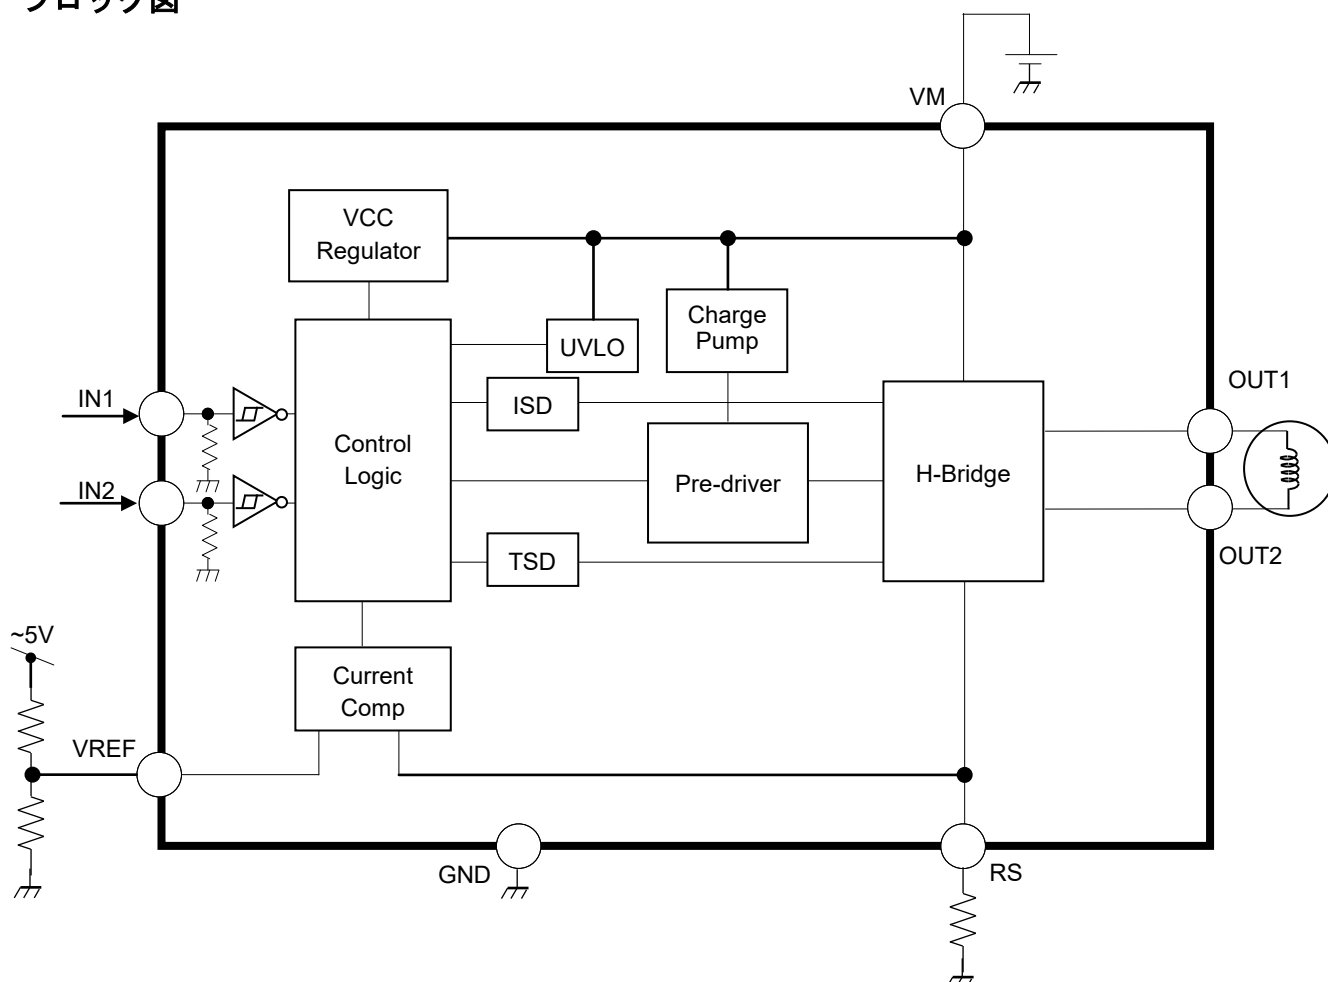 ブロック図
VM
VCC
Regulator
Charge
Pump
UVLO
ISD
OUT1
IN1
Control
Logic
H-Bridge
Pre-driver
IN2
TSD
OUT2
~5V
Current
Comp
VREF
GND
RS